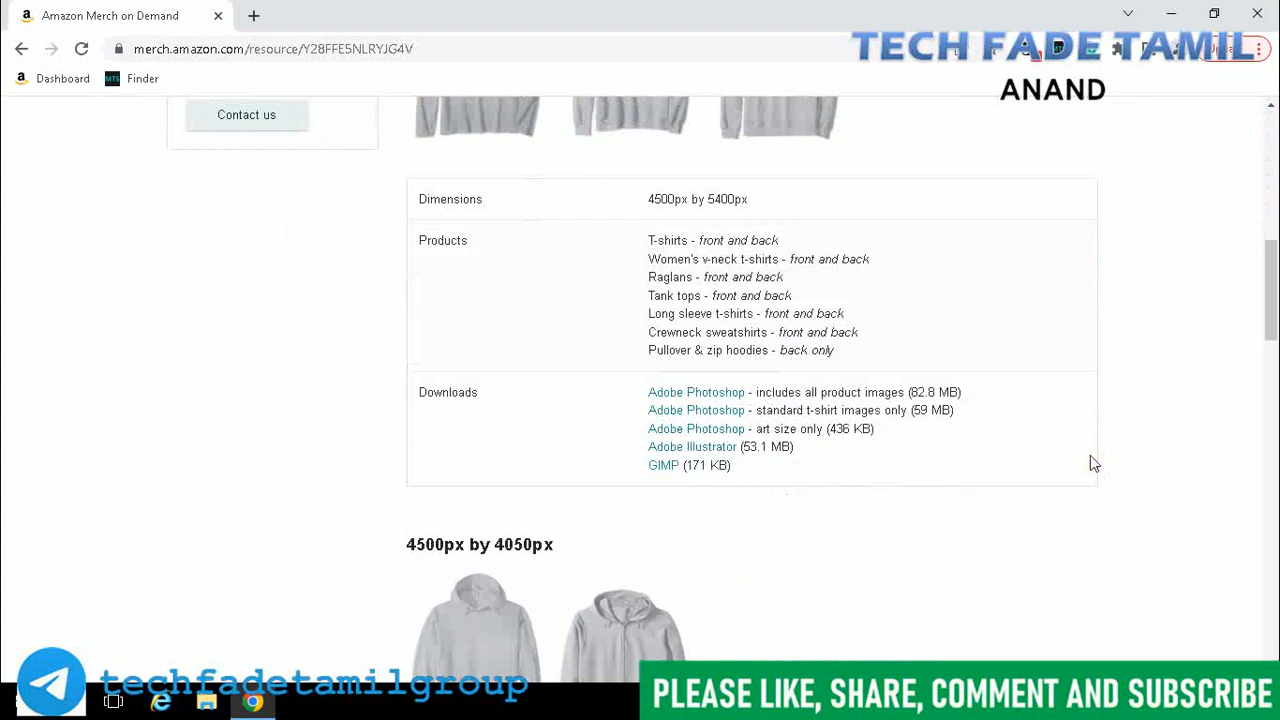 Amazon Merch on Demand
merch.amazon.com/resource/Y28FFE5NLRYJG4V
TECH FADE TAMIL
Dashboard
MTS Finder
ANAND
Contact us
Dimensions 4500px by 5400px
Products T-shirts - front and back
Women's v-neck t-shirts - front and back
Raglans - front and back
Tank tops - front and back
Long sleeve t-shirts - front and back
Crewneck sweatshirts - front and back
Pullover & zip hoodies - back only
Downloads Adobe Photoshop - includes all product images (82.8 MB)
Adobe Photoshop - standard t-shirt images only (59 MB)
Adobe Photoshop - art size only (436 KB)
Adobe Illustrator (53.1 MB)
GIMP (171 KB)
4500px by 4050px
techfadetamilgroup
PLEASE LIKE, SHARE, COMMENT AND SUBSCRIBE